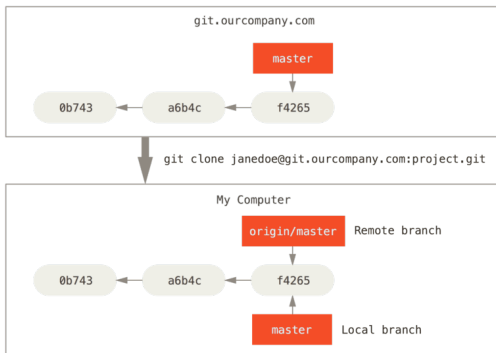 git.ourcompany.com
master
0b743 a6b4c f4265
git clone janedoe@git.ourcompany.com:project.git
My Computer
origin/master Remote branch
0b743 a6b4c f4265
master Local branch